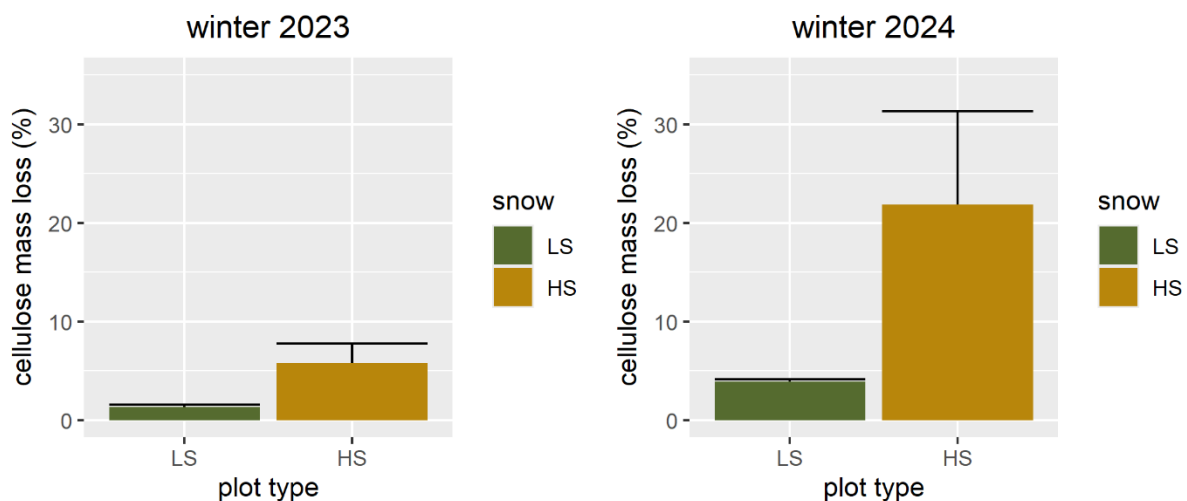 winter 2023
cellulose mass loss (%)
30
20
10
0
LS
HS
plot type
snow
LS
HS
winter 2024
cellulose mass loss (%)
30
20
10
0
LS
HS
plot type
snow
LS
HS